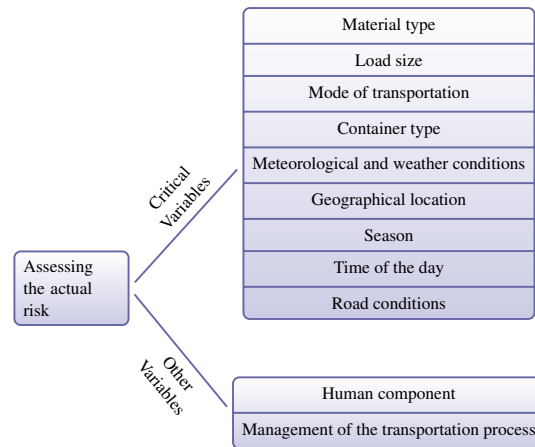 Material type
Load size
Mode of transportation
Container type
Meteorological and weather conditions
Geographical location
Season
Time of the day
Road conditions
Critical
Variables
Assessing
the actual
risk
Other
Variables
Human component
Management of the transportation process